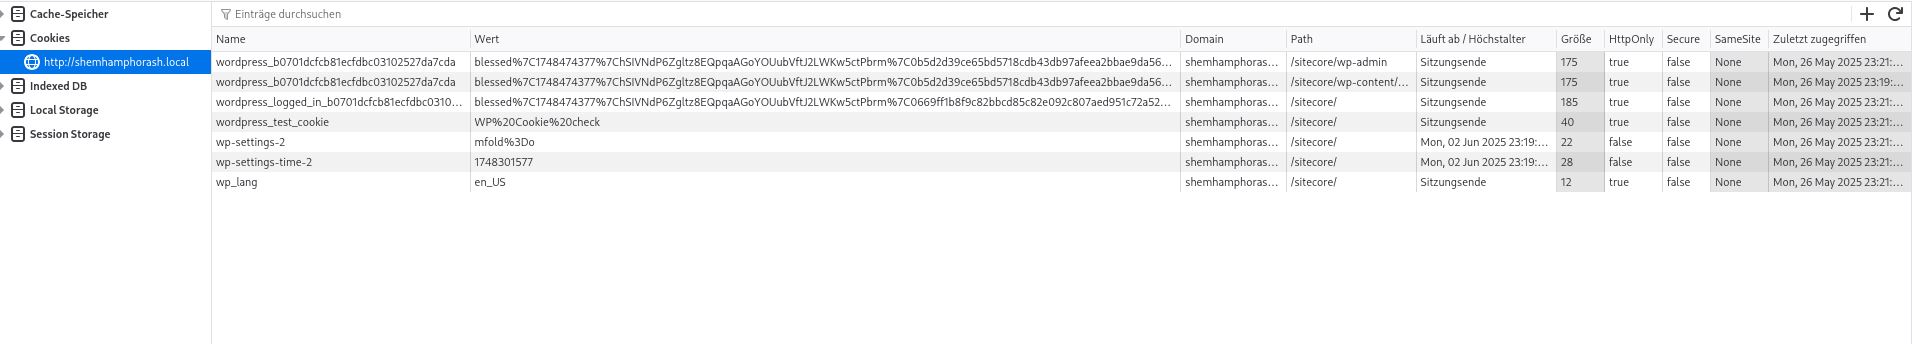 Cache-Speicher
Cookies
http://shemhamphorash.local
Indexed DB
Local Storage
Session Storage
Einträge durchsuchen
Name Wert Domain Path Läuft ab / Höchstalter Größe HttpOnly Secure SameSite Zuletzt zugegriffen
wordpress_b0701dcfcb81ecfdbc03102527da7cda blessed%7C1748474377%7ChSIVNdP6Zgltz8EQpqaAGoYOUubVftJ2LWKw5ctPbrm%7C0b5d2d39ce65bd5718cdb43db97afeea2bbae9da56... shemhamphoras... /sitecore/wp-admin Sitzungsende 175 true false None Mon, 26 May 2025 23:21:...
wordpress_b0701dcfcb81ecfdbc03102527da7cda blessed%7C1748474377%7ChSIVNdP6Zgltz8EQpqaAGoYOUubVftJ2LWKw5ctPbrm%7C0b5d2d39ce65bd5718cdb43db97afeea2bbae9da56... shemhamphoras... /sitecore/wp-content/... Sitzungsende 175 true false None Mon, 26 May 2025 23:19:...
wordpress_logged_in_b0701dcfcb81ecfdbc0310... blessed%7C1748474377%7ChSIVNdP6Zgltz8EQpqaAGoYOUubVftJ2LWKw5ctPbrm%7C0669ff1b8f9c82bbcd85c82e092c807aed951c72a52... shemhamphoras... /sitecore/ Sitzungsende 185 true false None Mon, 26 May 2025 23:21:...
wordpress_test_cookie WP%20Cookie%20check shemhamphoras... /sitecore/ Sitzungsende 40 true false None Mon, 26 May 2025 23:21:...
wp-settings-2 mfold%3Do shemhamphoras... /sitecore/ Mon, 02 Jun 2025 23:19:... 22 false false None Mon, 26 May 2025 23:21:...
wp-settings-time-2 1748301577 shemhamphoras... /sitecore/ Mon, 02 Jun 2025 23:19:... 28 false false None Mon, 26 May 2025 23:21:...
wp_lang en_US shemhamphoras... /sitecore/ Sitzungsende 12 true false None Mon, 26 May 2025 23:21:...